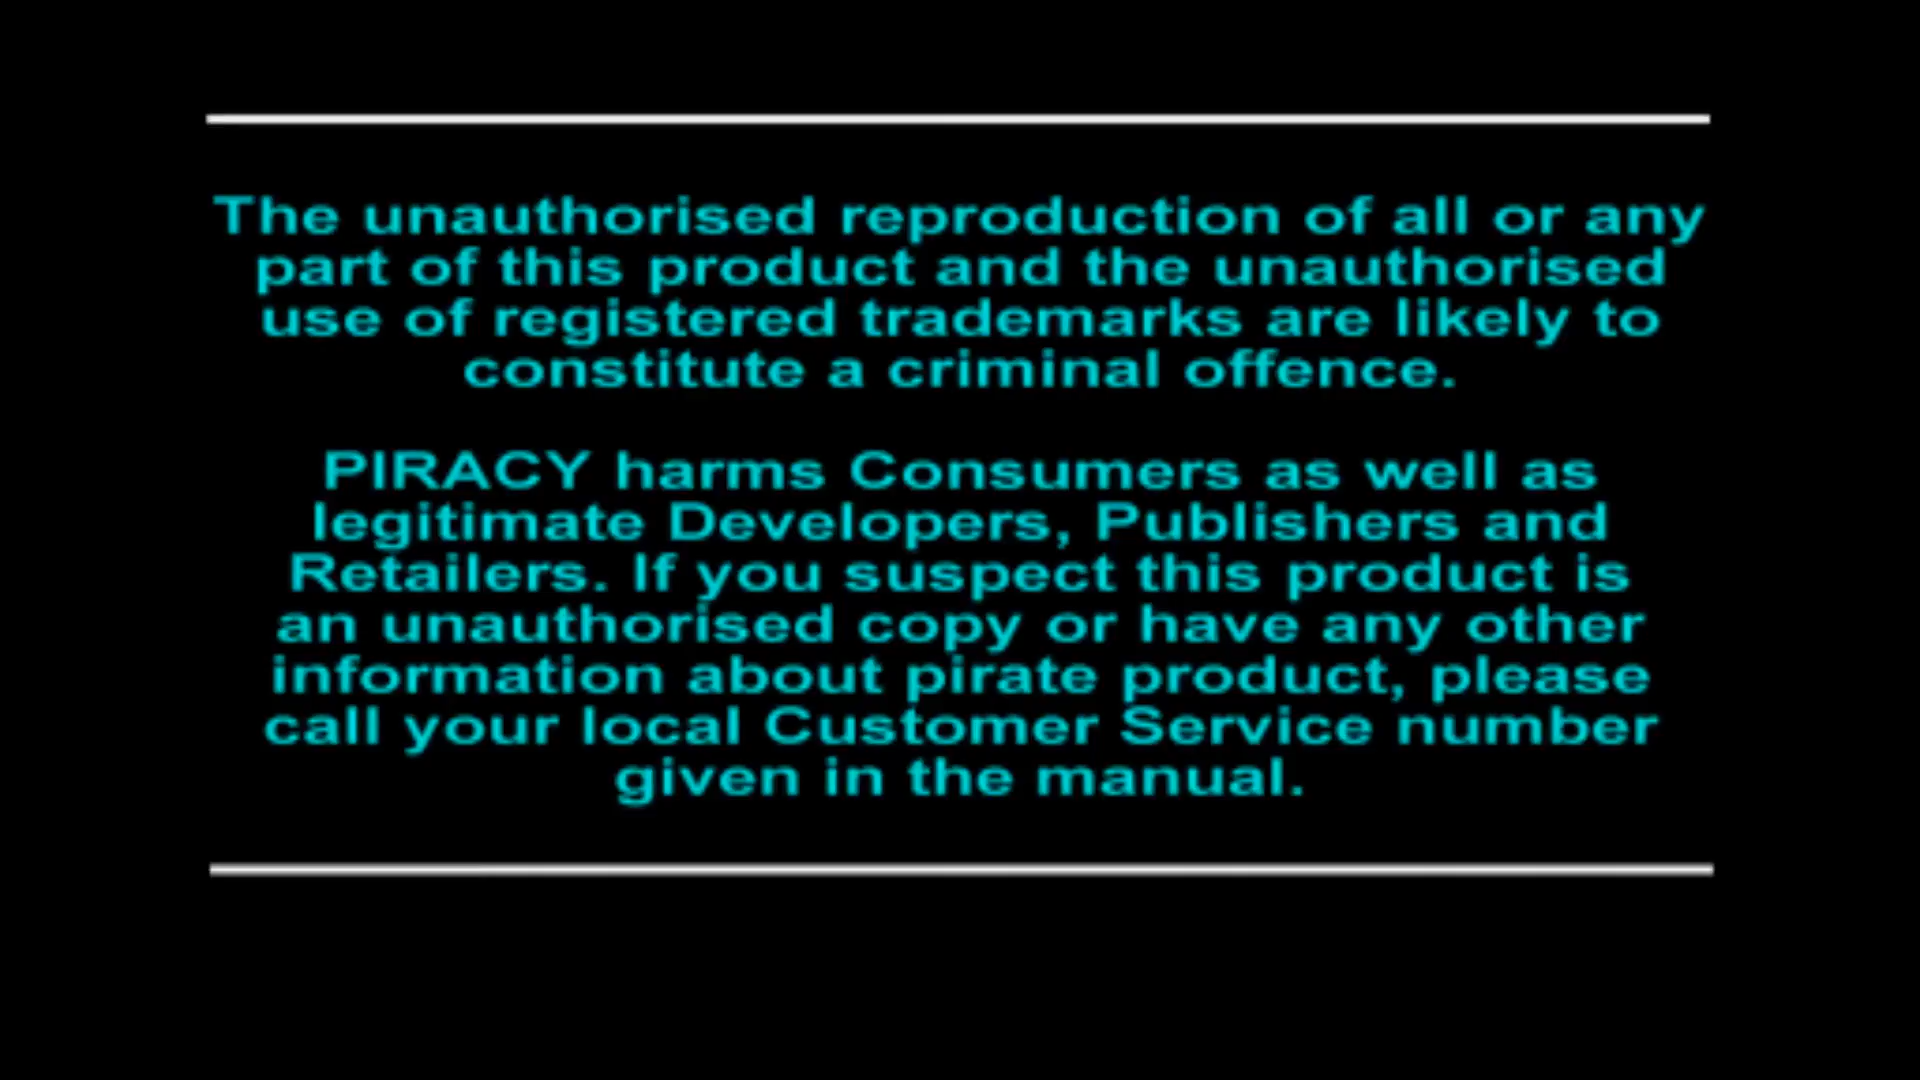 The unauthorised reproduction of all or any
part of this product and the unauthorised
use of registered trademarks are likely to
constitute a criminal offence.
PIRACY harms Consumers as well as
legitimate Developers, Publishers and
Retailers. If you suspect this product is
an unauthorised copy or have any other
information about pirate product, please
call your local Customer Service number
given in the manual.